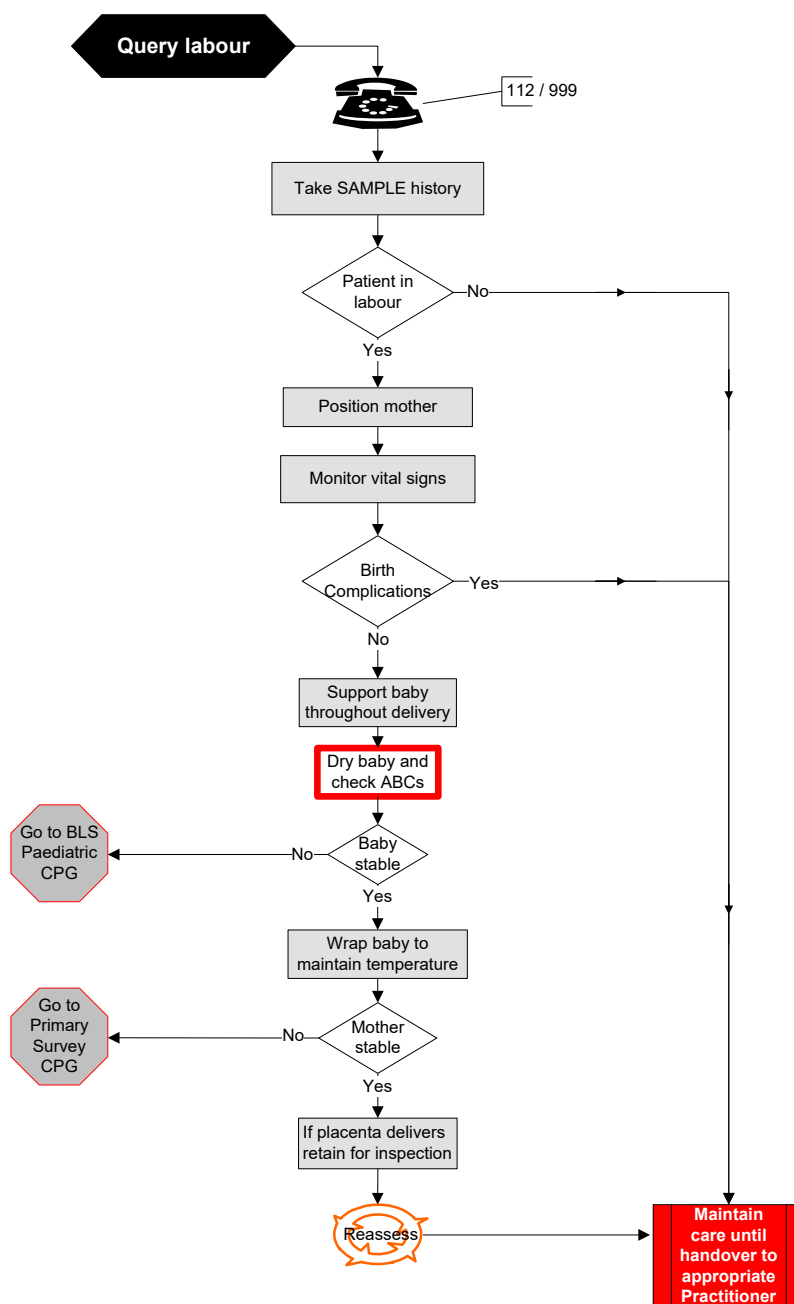 Query labour
112 / 999
Take SAMPLE history
Patient in
labour
No
Yes
Position mother
Monitor vital signs
Birth
Complications
Yes
No
Support baby
throughout delivery
Dry baby and
check ABCs
Go to BLS
Paediatric
CPG
No
Baby
stable
Yes
Wrap baby to
maintain temperature
Go to
Primary
Survey
CPG
No
Mother
stable
Yes
If placenta delivers
retain for inspection
Reassess
Maintain
care until
handover to
appropriate
Practitioner